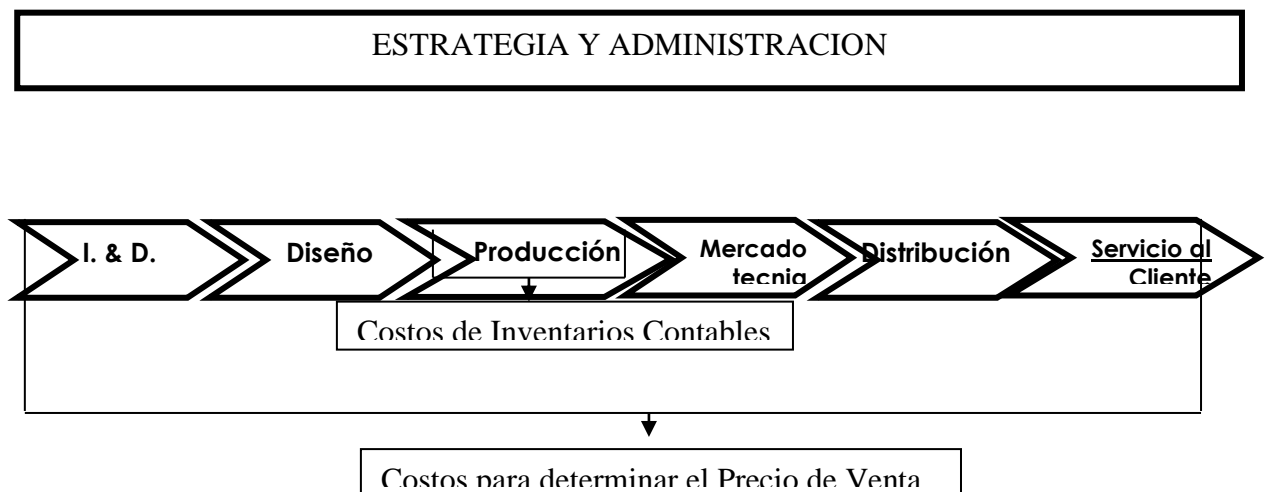 ESTRATEGIA Y ADMINISTRACION
I. & D.
Diseño
Producción
Mercado
tecnia
Distribución
Servicio al
Cliente
Costos de Inventarios Contables
Costos para determinar el Precio de Venta